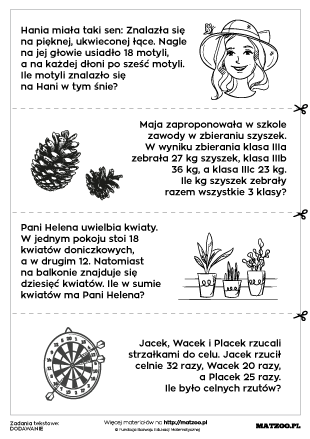 Hania miała taki sen: Znalazła się
na pięknej, ukwieconej łące. Nagle
na jej głowie usiadło 18 motyli,
a na każdej dłoni po sześć motyli.
Ile motyli znalazło się
na Hani w tym śnie?
Maja zaproponowała w szkole
zawody w zbieraniu szyszek.
W wyniku zbierania klasa IIIa
zebrała 27 kg szyszek, klasa IIIb
36 kg, a klasa IIIc 23 kg.
Ile kg szyszek zebrały
razem wszystkie 3 klasy?
Pani Helena uwielbia kwiaty.
W jednym pokoju stoi 18
kwiatów doniczkowych,
a w drugim 12. Natomiast
na balkonie znajduje się
dziesięć kwiatów. Ile w sumie
kwiatów ma Pani Helena?
Jacek, Wacek i Placek rzucali
strzałkami do celu. Jacek rzucił
celnie 32 razy, Wacek 20 razy,
a Placek 25 razy.
Ile było celnych rzutów?
Zadania tekstowe:
DODAWANIE
Więcej materiałów na http://matzoo.pl
© Fundacja Rozwoju Edukacji Matematycznej
MATZOO.PL